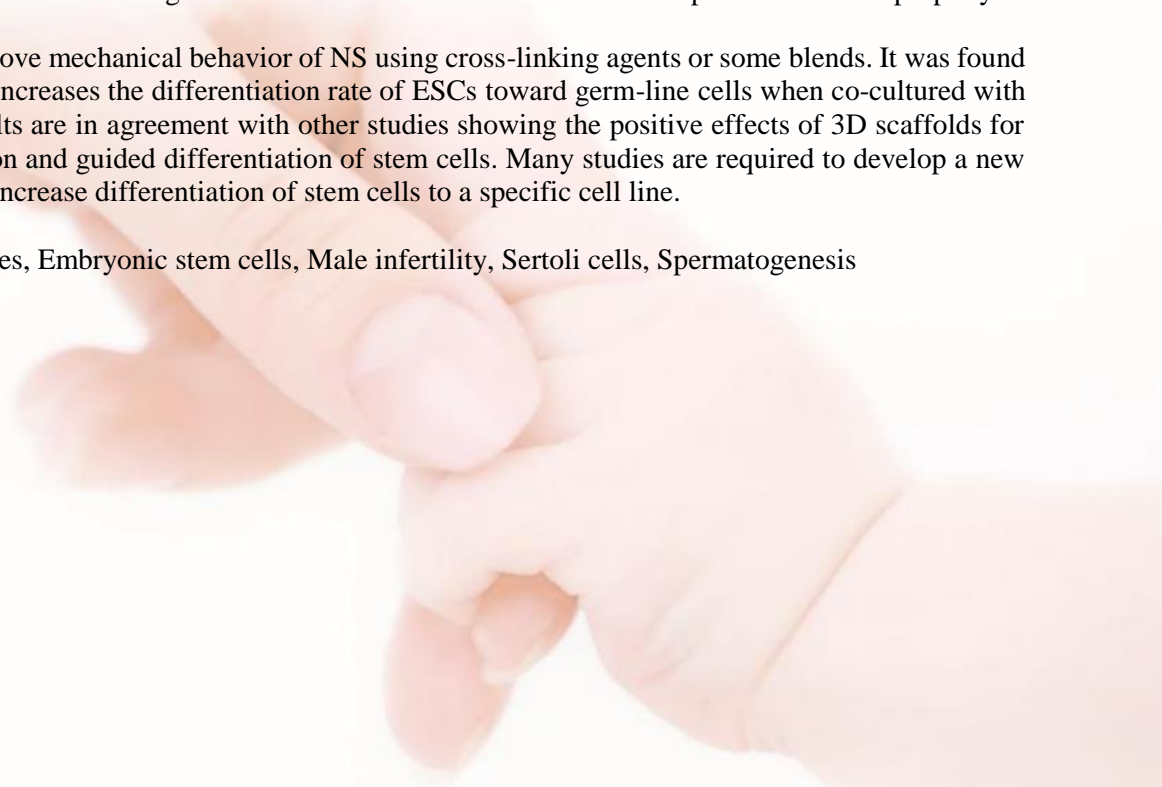 ove mechanical behavior of NS using cross-linking agents or some blends. It was found
ncreases the differentiation rate of ESCs toward germ-line cells when co-cultured with
lts are in agreement with other studies showing the positive effects of 3D scaffolds for
on and guided differentiation of stem cells. Many studies are required to develop a new
ncrease differentiation of stem cells to a specific cell line.
es, Embryonic stem cells, Male infertility, Sertoli cells, Spermatogenesis